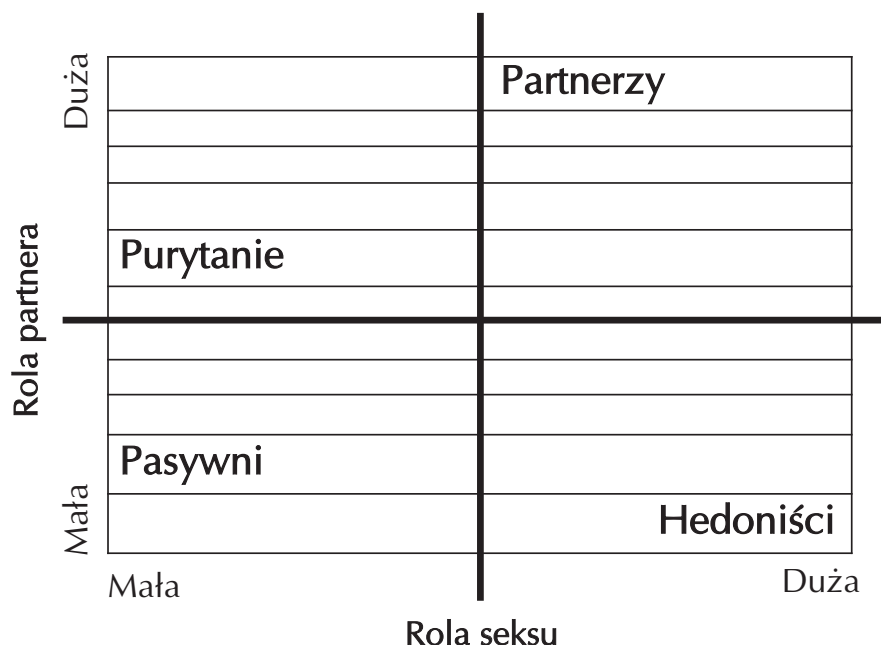 Duża
Partnerzy
Purytanie
Rola partnera
Pasywni
Mała
Hedoniści
Mała
Duża
Rola seksu